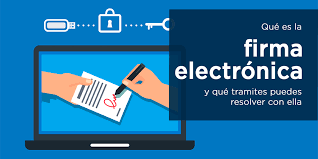 Qué es la
firma
electrónica
y qué tramites puedes
resolver con ella